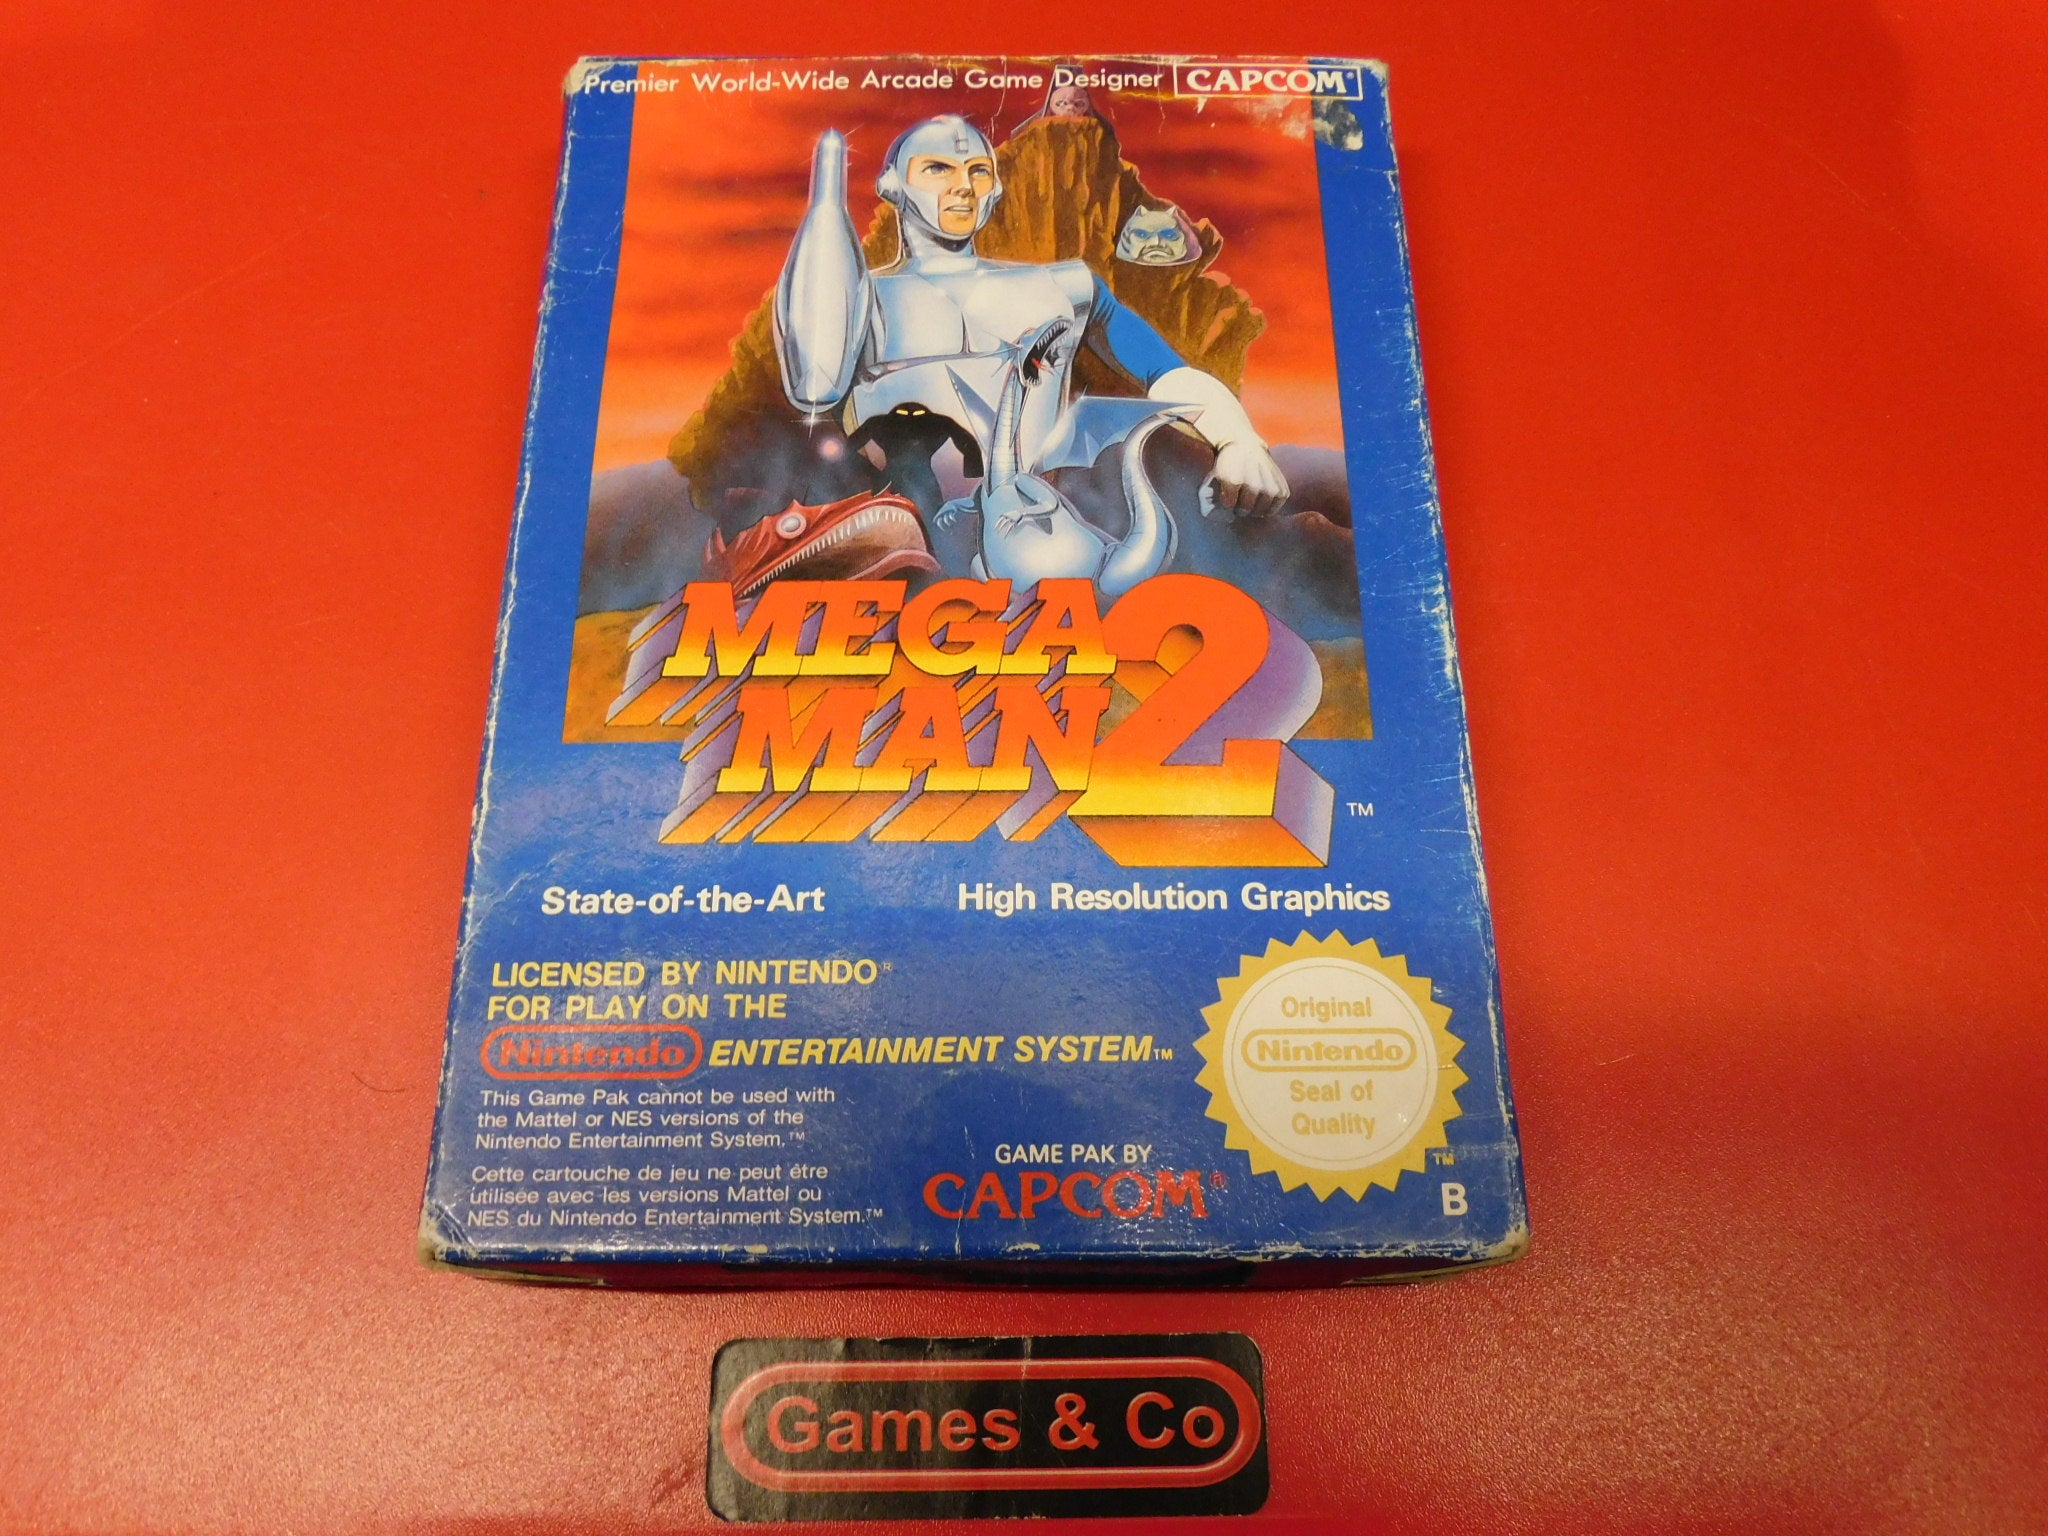 Premier World-Wide Arcade Game Designer CAPCOM®
MEGA
MAN 2
TM
State-of-the-Art High Resolution Graphics
LICENSED BY NINTENDO®
FOR PLAY ON THE
Nintendo ENTERTAINMENT SYSTEM™
This Game Pak cannot be used with
the Mattel or NES versions of the
Nintendo Entertainment System.™
Cette cartouche de jeu ne peut être
utilisée avec les versions Mattel ou
NES du Nintendo Entertainment System.™
GAME PAK BY
CAPCOM®
Original
Nintendo
Seal of
Quality
TM
B
Games & Co